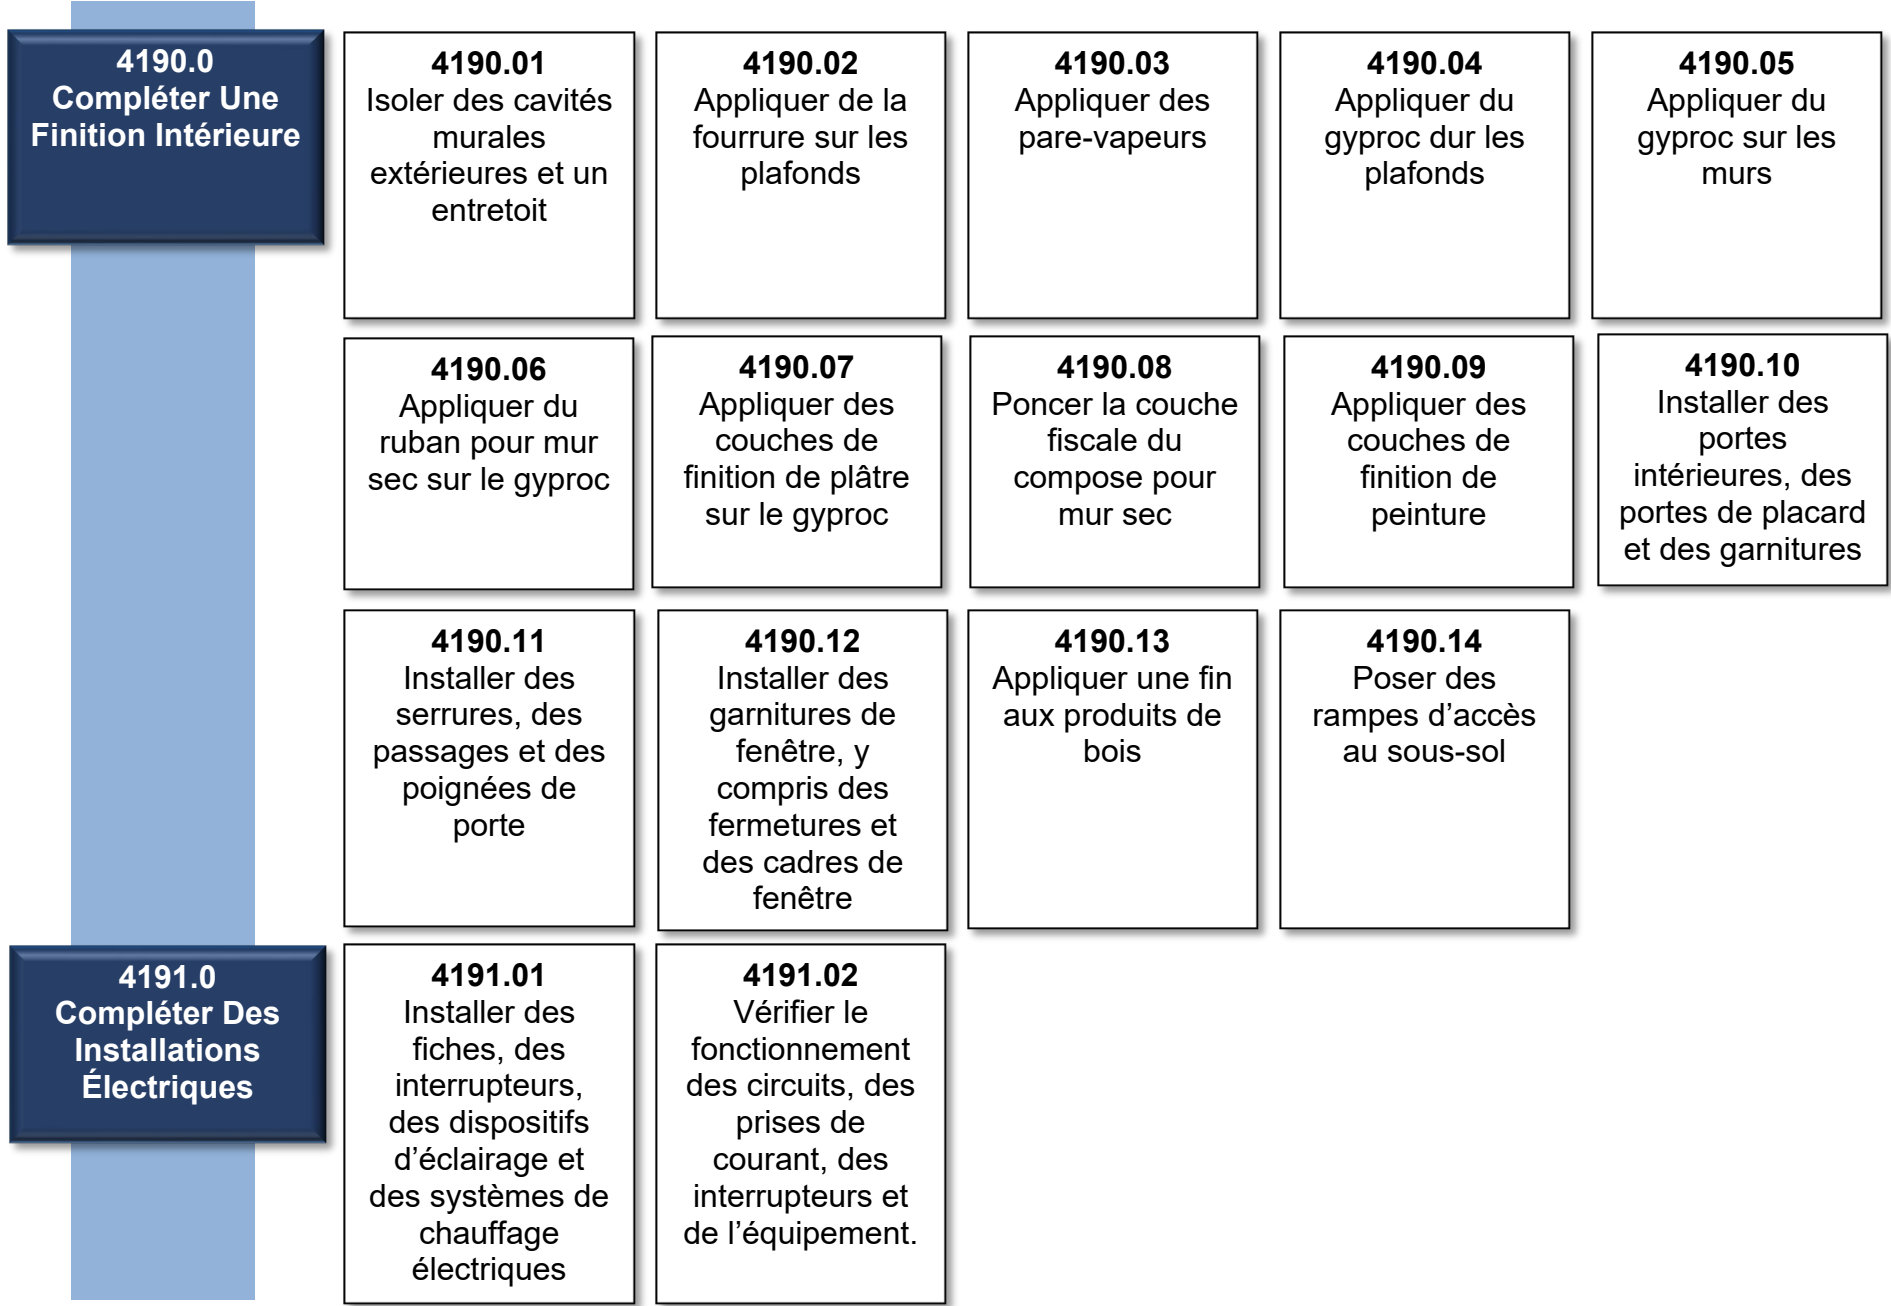 4190.0
Compléter Une
Finition Intérieure
4190.01
Isoler des cavités
murales
extérieures et un
entretoit
4190.02
Appliquer de la
fourrure sur les
plafonds
4190.03
Appliquer des
pare-vapeurs
4190.04
Appliquer du
gyproc dur les
plafonds
4190.05
Appliquer du
gyproc sur les
murs
4190.06
Appliquer du
ruban pour mur
sec sur le gyproc
4190.07
Appliquer des
couches de
finition de plâtre
sur le gyproc
4190.08
Poncer la couche
fiscale du
compose pour
mur sec
4190.09
Appliquer des
couches de
finition de
peinture
4190.10
Installer des
portes
intérieures, des
portes de placard
et des garnitures
4190.11
Installer des
serrures, des
passages et des
poignées de
porte
4190.12
Installer des
garnitures de
fenêtre, y
compris des
fermetures et
des cadres de
fenêtre
4190.13
Appliquer une fin
aux produits de
bois
4190.14
Poser des
rampes d’accès
au sous-sol
4191.0
Compléter Des
Installations
Électriques
4191.01
Installer des
fiches, des
interrupteurs,
des dispositifs
d’éclairage et
des systèmes de
chauffage
électriques
4191.02
Vérifier le
fonctionnement
des circuits, des
prises de
courant, des
interrupteurs et
de l’équipement.